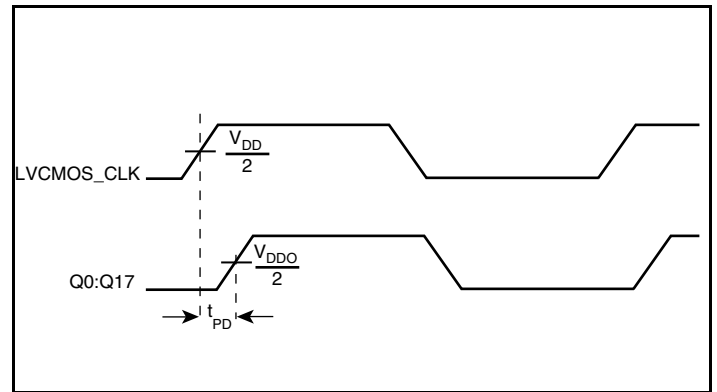 V_DD
2
LVCMOS_CLK
V_DDO
2
Q0:Q17
t_PD